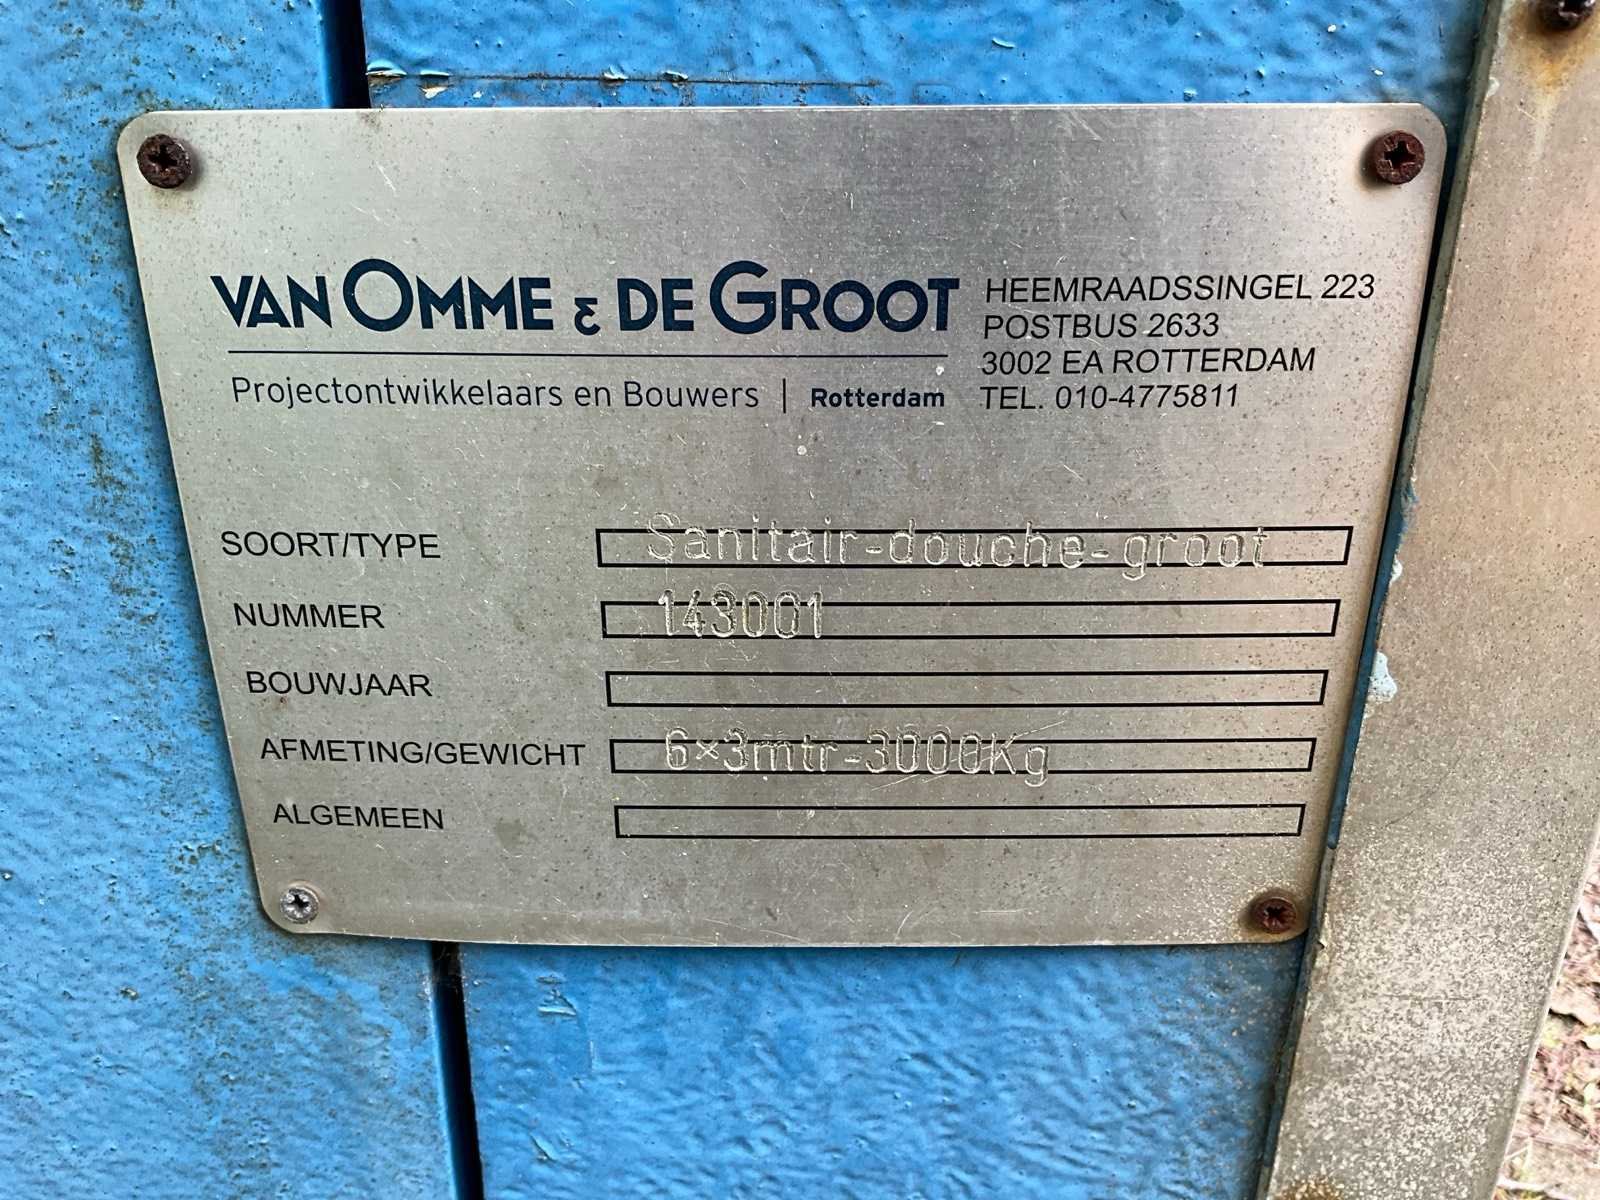 VAN OMME & DE GROOT
Projectontwikkelaars en Bouwers | Rotterdam
HEEMRAADSSINGEL 223
POSTBUS 2633
3002 EA ROTTERDAM
TEL. 010-4775811
SOORT/TYPE Sanitair-douche-groot
NUMMER 143001
BOUWJAAR
AFMETING/GEWICHT 6x3mtr-3000Kg
ALGEMEEN